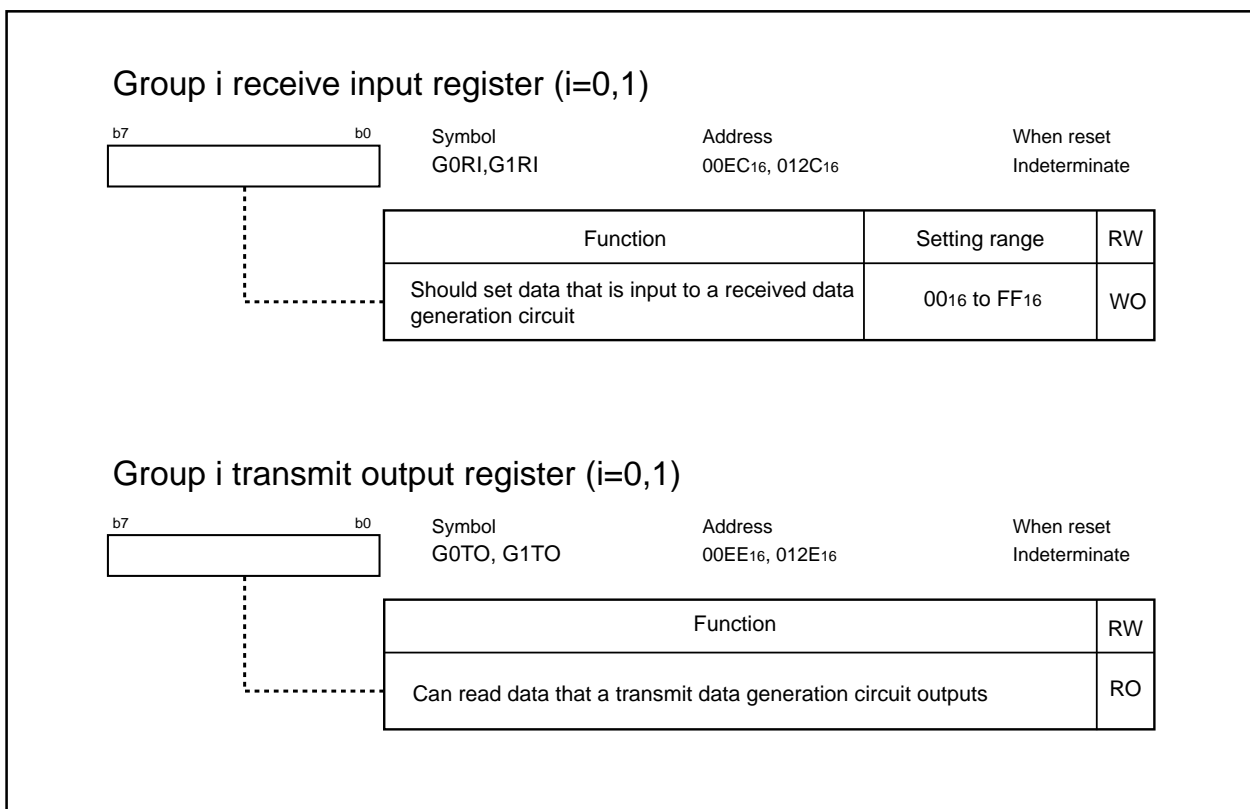 Group i receive input register (i=0,1)
b7 b0 Symbol Address When reset
G0RI,G1RI 00EC16, 012C16 Indeterminate
Function Setting range RW
Should set data that is input to a received data
generation circuit
0016 to FF16 WO
Group i transmit output register (i=0,1)
b7 b0 Symbol Address When reset
G0TO, G1TO 00EE16, 012E16 Indeterminate
Function RW
Can read data that a transmit data generation circuit outputs RO